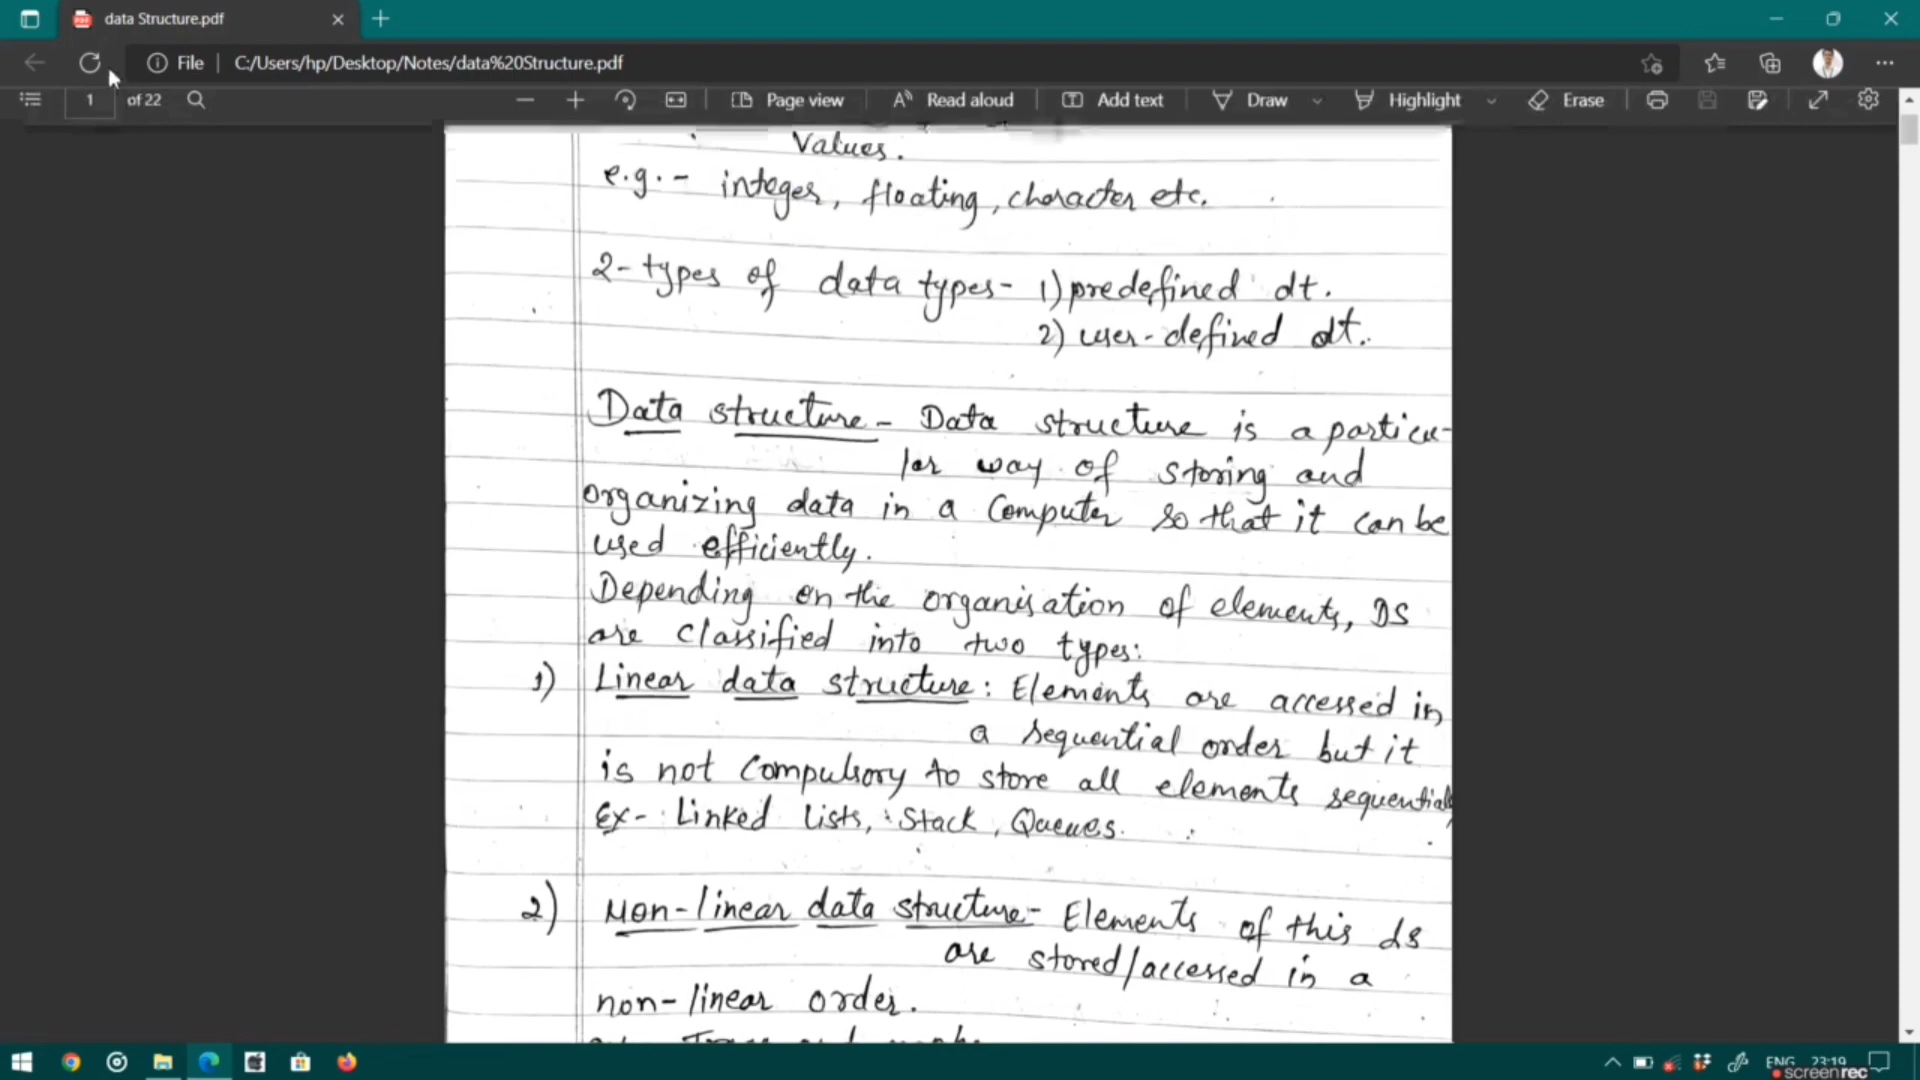 data Structure.pdf
File
C:/Users/hp/Desktop/Notes/data%20Structure.pdf
1 of 22
Page view
Read aloud
Add text
Draw
Highlight
Erase
Values.
e.g.- integer, floating, character etc.
2-types of data types- 1) predefined dt.
2) user-defined dt.
Data structure - Data structure is a particu-
lar way of storing and
organizing data in a Computer so that it can be
used efficiently.
Depending on the organisation of elements, DS
are classified into two types:
1) Linear data structure: Elements are accessed in
a sequential order but it
is not Compulsory to store all elements sequential
Ex- Linked lists, Stack, Queues.
2) Non-linear data structure- Elements of this ds
are stored/accessed in a
non-linear order.
ENG 23:19
screenrec